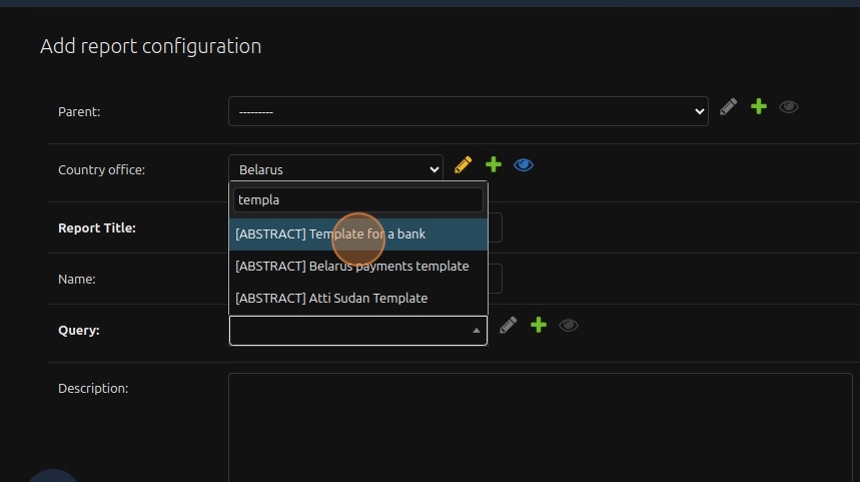 Add report configuration
Parent:
---------
Country office:
Belarus
templa
Report Title:
[ABSTRACT] Template for a bank
[ABSTRACT] Belarus payments template
Name:
[ABSTRACT] Atti Sudan Template
Query:
Description: